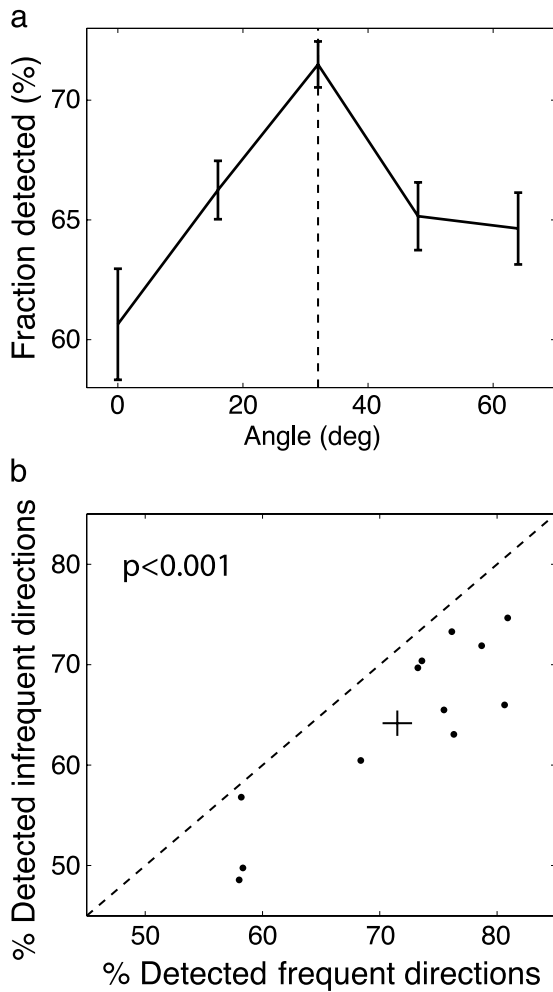 a
Fraction detected (%)
70
65
60
0 20 40 60
Angle (deg)
b
% Detected infrequent directions
p<0.001
80
70
60
50
50 60 70 80
% Detected frequent directions